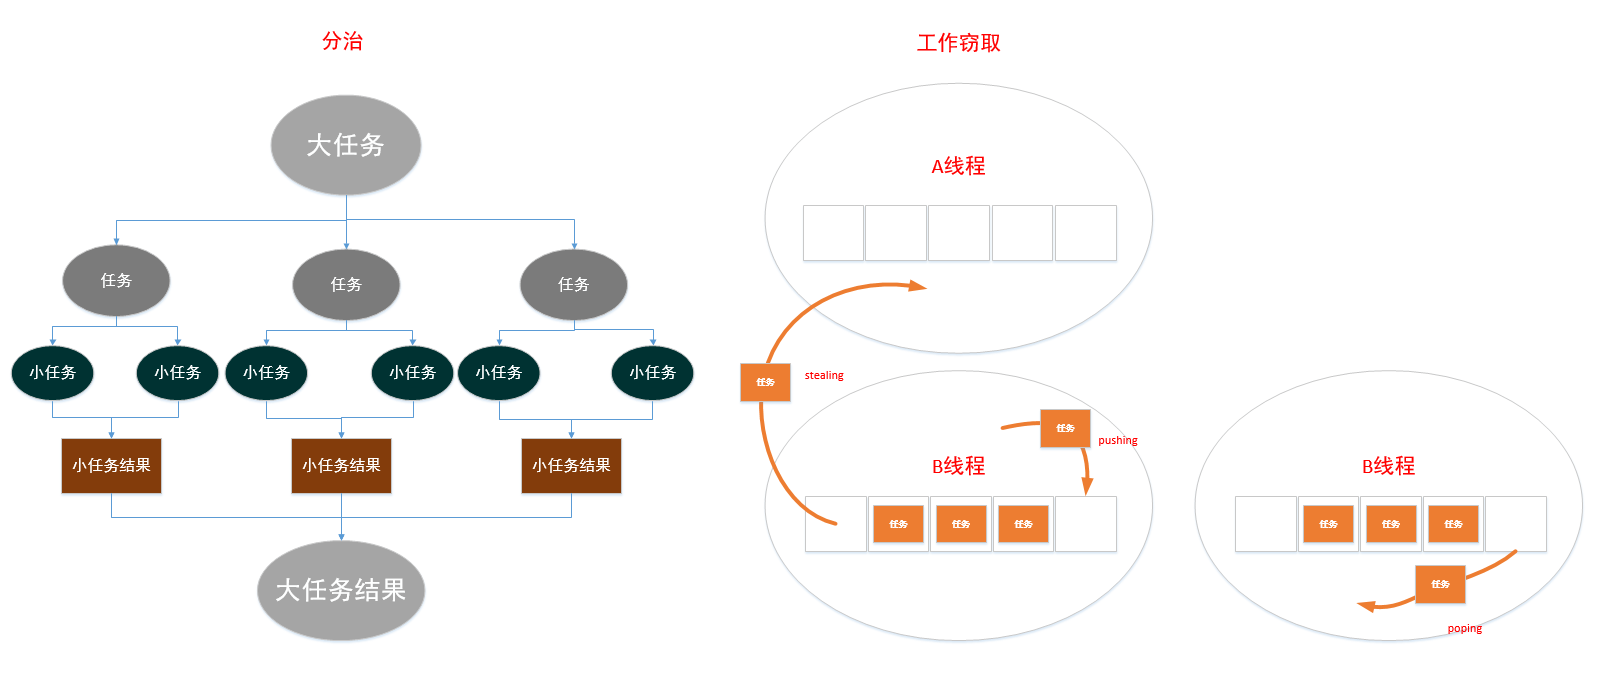 分治
大任务
任务
任务
任务
小任务
小任务
小任务
小任务
小任务
小任务
小任务结果
小任务结果
小任务结果
大任务结果
工作窃取
A线程
任务
stealing
任务
pushing
B线程
任务
任务
任务
B线程
任务
任务
任务
任务
poping